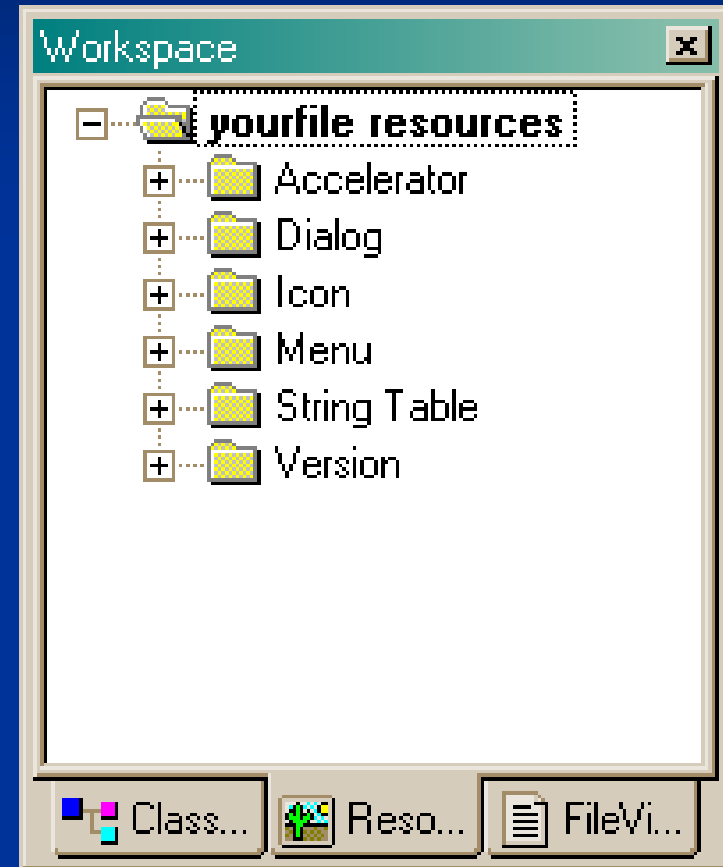 Workspace
yourfile resources
Accelerator
Dialog
Icon
Menu
String Table
Version
Class... Reso... FileVi...